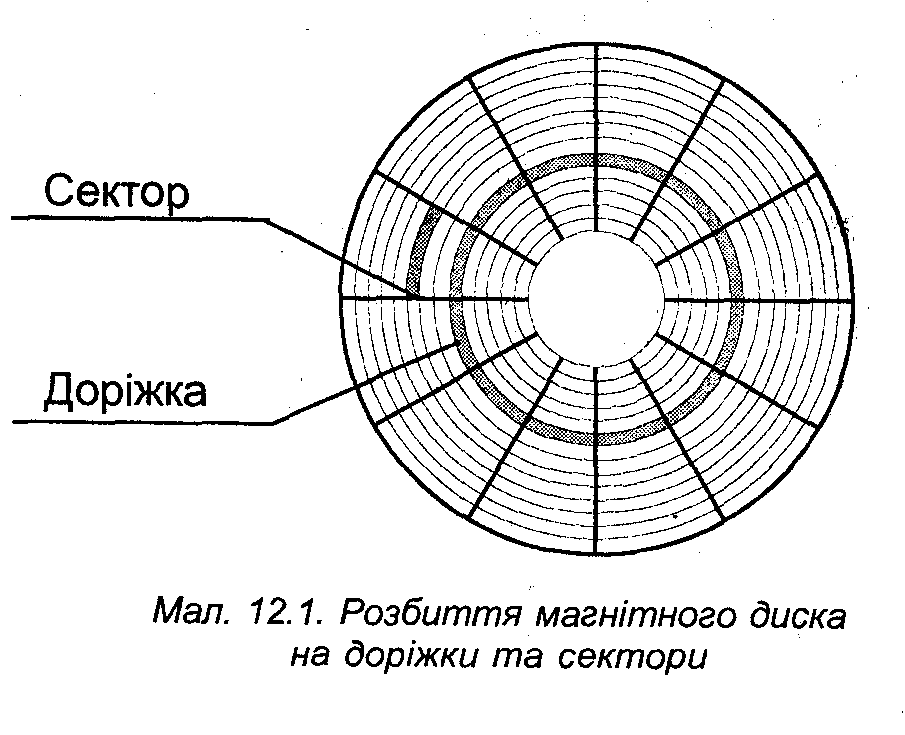 Сектор
Доріжка
Мал. 12.1. Розбиття магнітного диска
на доріжки та сектори